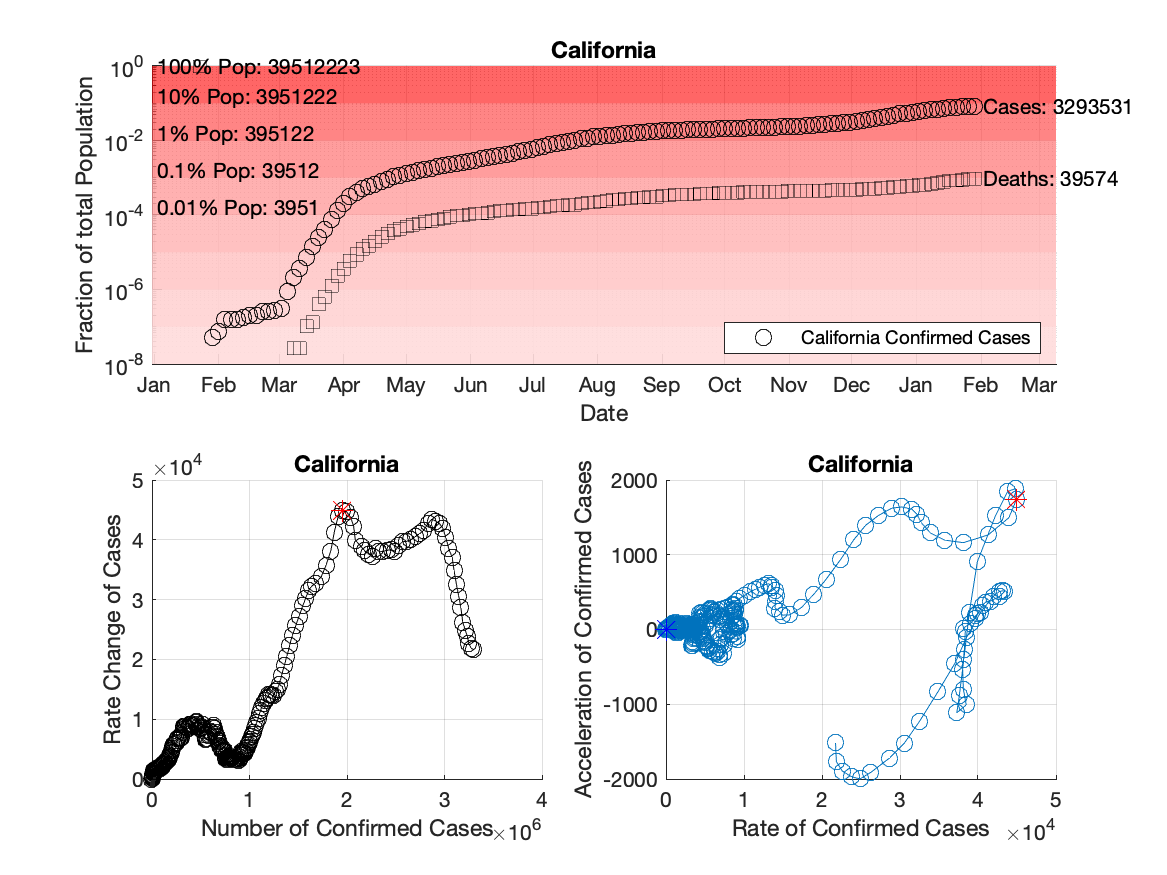 California
10^0
100% Pop: 39512223
10% Pop: 3951222
Cases: 3293531
10^-2
1% Pop: 395122
0.1% Pop: 39512
Deaths: 39574
10^-4
0.01% Pop: 3951
10^-6
10^-8
Fraction of total Population
California Confirmed Cases
Jan Feb Mar Apr May Jun Jul Aug Sep Oct Nov Dec Jan Feb Mar
Date
California
×10^4
5
4
3
2
1
0
Rate Change of Cases
0 1 2 3 4
Number of Confirmed Cases ×10^6
California
2000
1000
0
-1000
-2000
Acceleration of Confirmed Cases
0 1 2 3 4 5
Rate of Confirmed Cases ×10^4